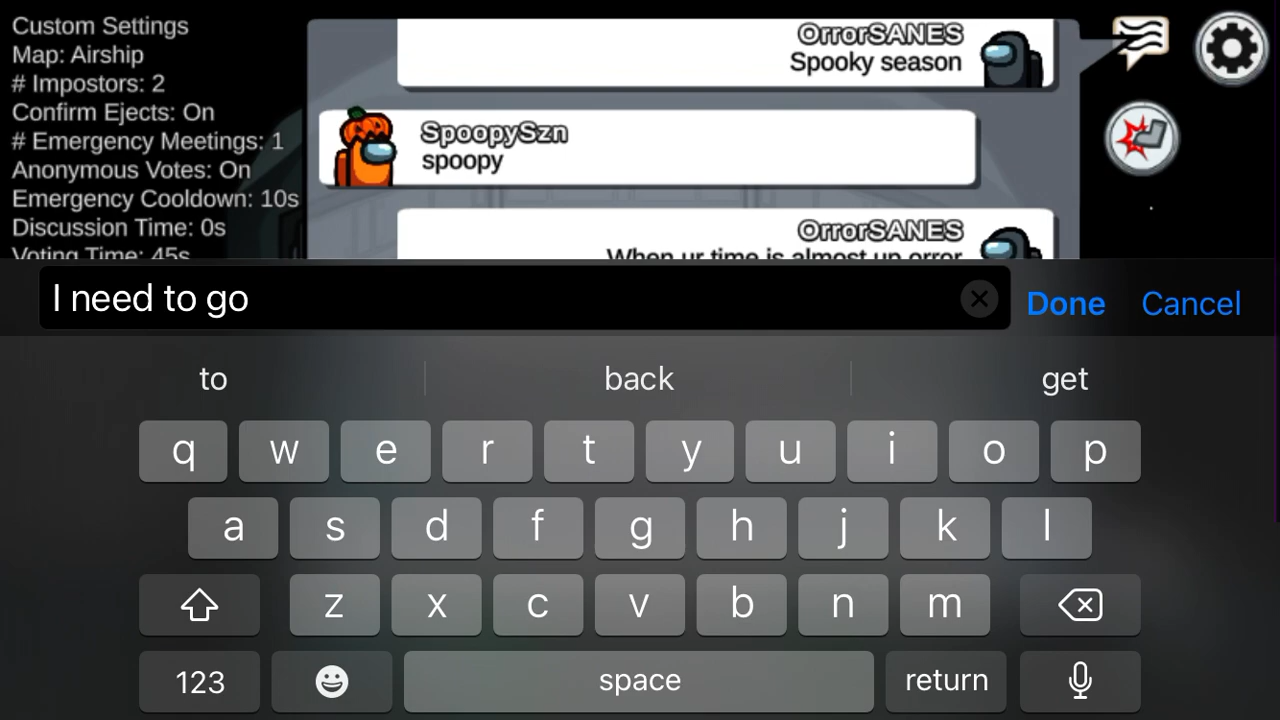 Custom Settings
Map: Airship
# Impostors: 2
Confirm Ejects: On
# Emergency Meetings: 1
Anonymous Votes: On
Emergency Cooldown: 10s
Discussion Time: 0s
Voting Time: 45s
OrrorSANES
Spooky season
SpoopySzn
spoopy
OrrorSANES
When ur time is almost up orror
I need to go
Done Cancel
to back get
q w e r t y u i o p
a s d f g h j k l
z x c v b n m
123 space return